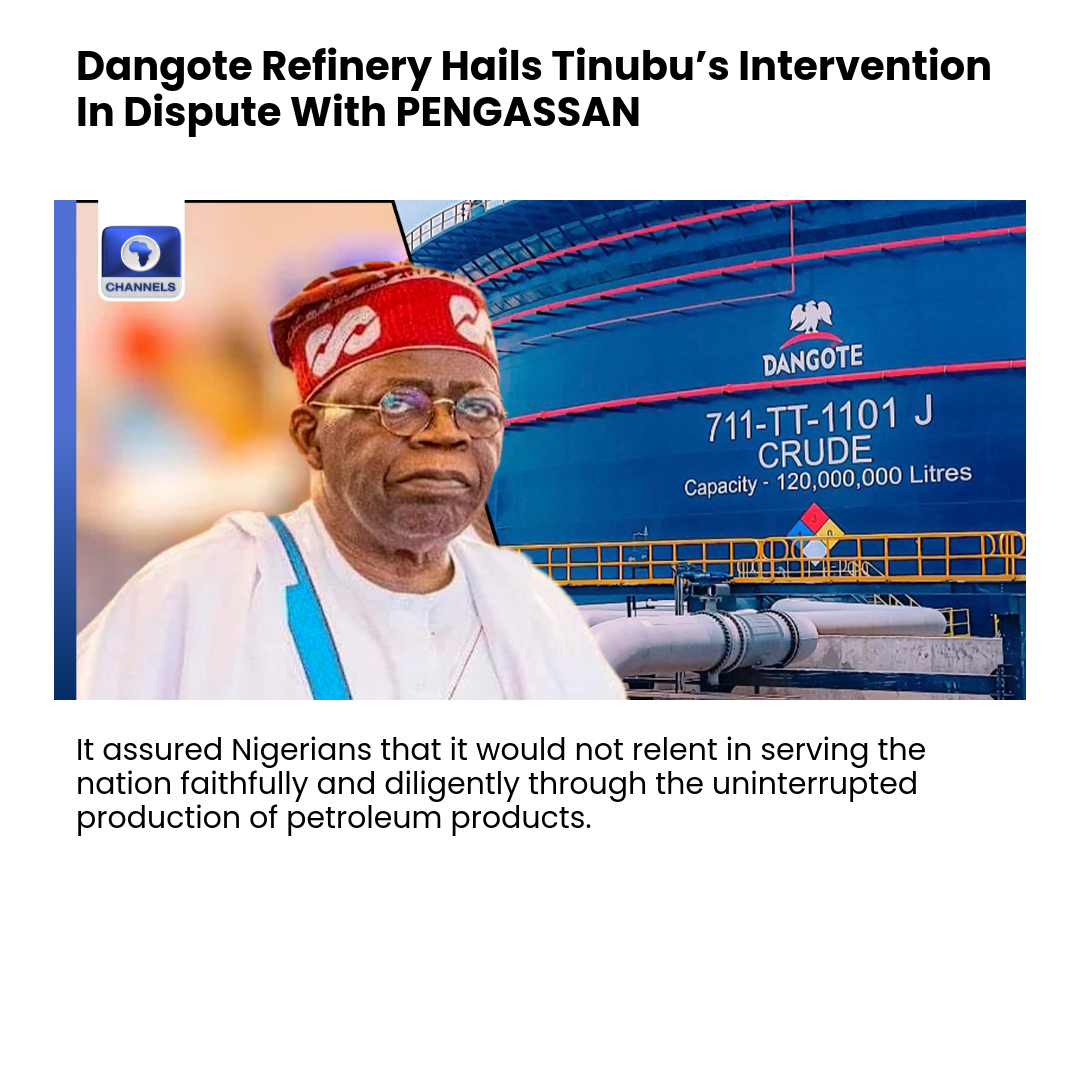 Dangote Refinery Hails Tinubu’s Intervention
In Dispute With PENGASSAN
CHANNELS
DANGOTE
711-TT-1101 J
CRUDE
Capacity - 120,000,000 Litres
3
0
It assured Nigerians that it would not relent in serving the
nation faithfully and diligently through the uninterrupted
production of petroleum products.